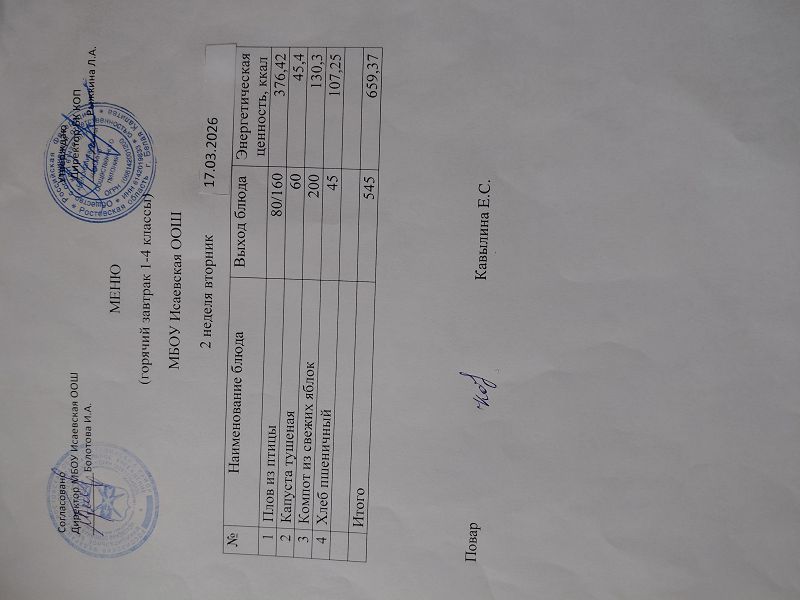 Согласовано
Директор МБОУ Исаевская ООШ
Болотова И.А.
Утверждаю
Директор БК КОП
Рыжкина Л.А.
МЕНЮ
(горячий завтрак 1-4 классы)
МБОУ Исаевская ООШ
2 неделя вторник 17.03.2026
№ Наименование блюда Выход блюда Энергетическая ценность, ккал
1 Плов из птицы 80/160 376,42
2 Капуста тушеная 60 45,4
3 Компот из свежих яблок 200 130,3
4 Хлеб пшеничный 45 107,25
Итого 545 659,37
Повар Кавылина Е.С.